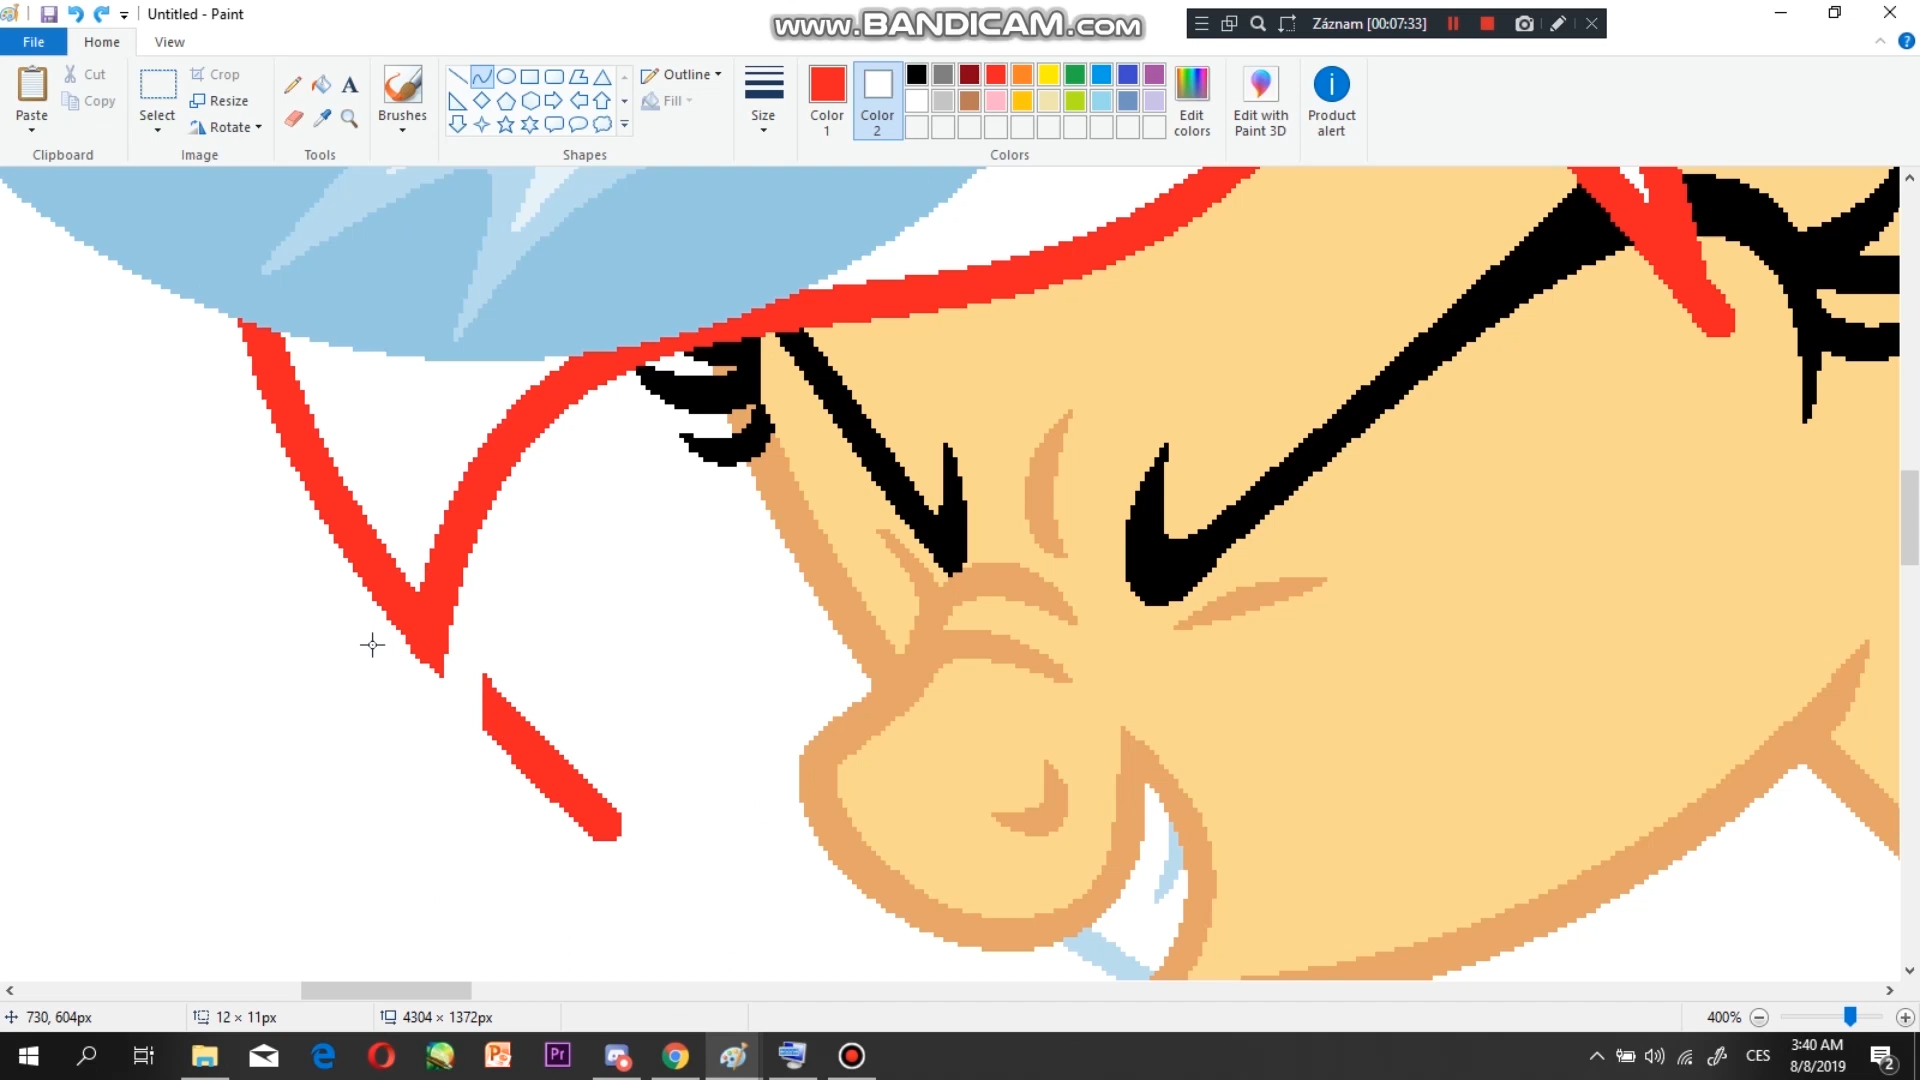 Untitled - Paint
www.BANDICAM.com
Záznam [00:07:33]
File
Home
View
Paste
Cut
Copy
Clipboard
Select
Crop
Resize
Rotate
Image
A
Tools
Brushes
Outline
Fill
Shapes
Size
Color
1
Color
2
Edit
colors
Colors
Edit with
Paint 3D
Product
alert
730, 604px
12 × 11px
4304 × 1372px
400%
Pr
CES
3:40 AM
8/8/2019
2